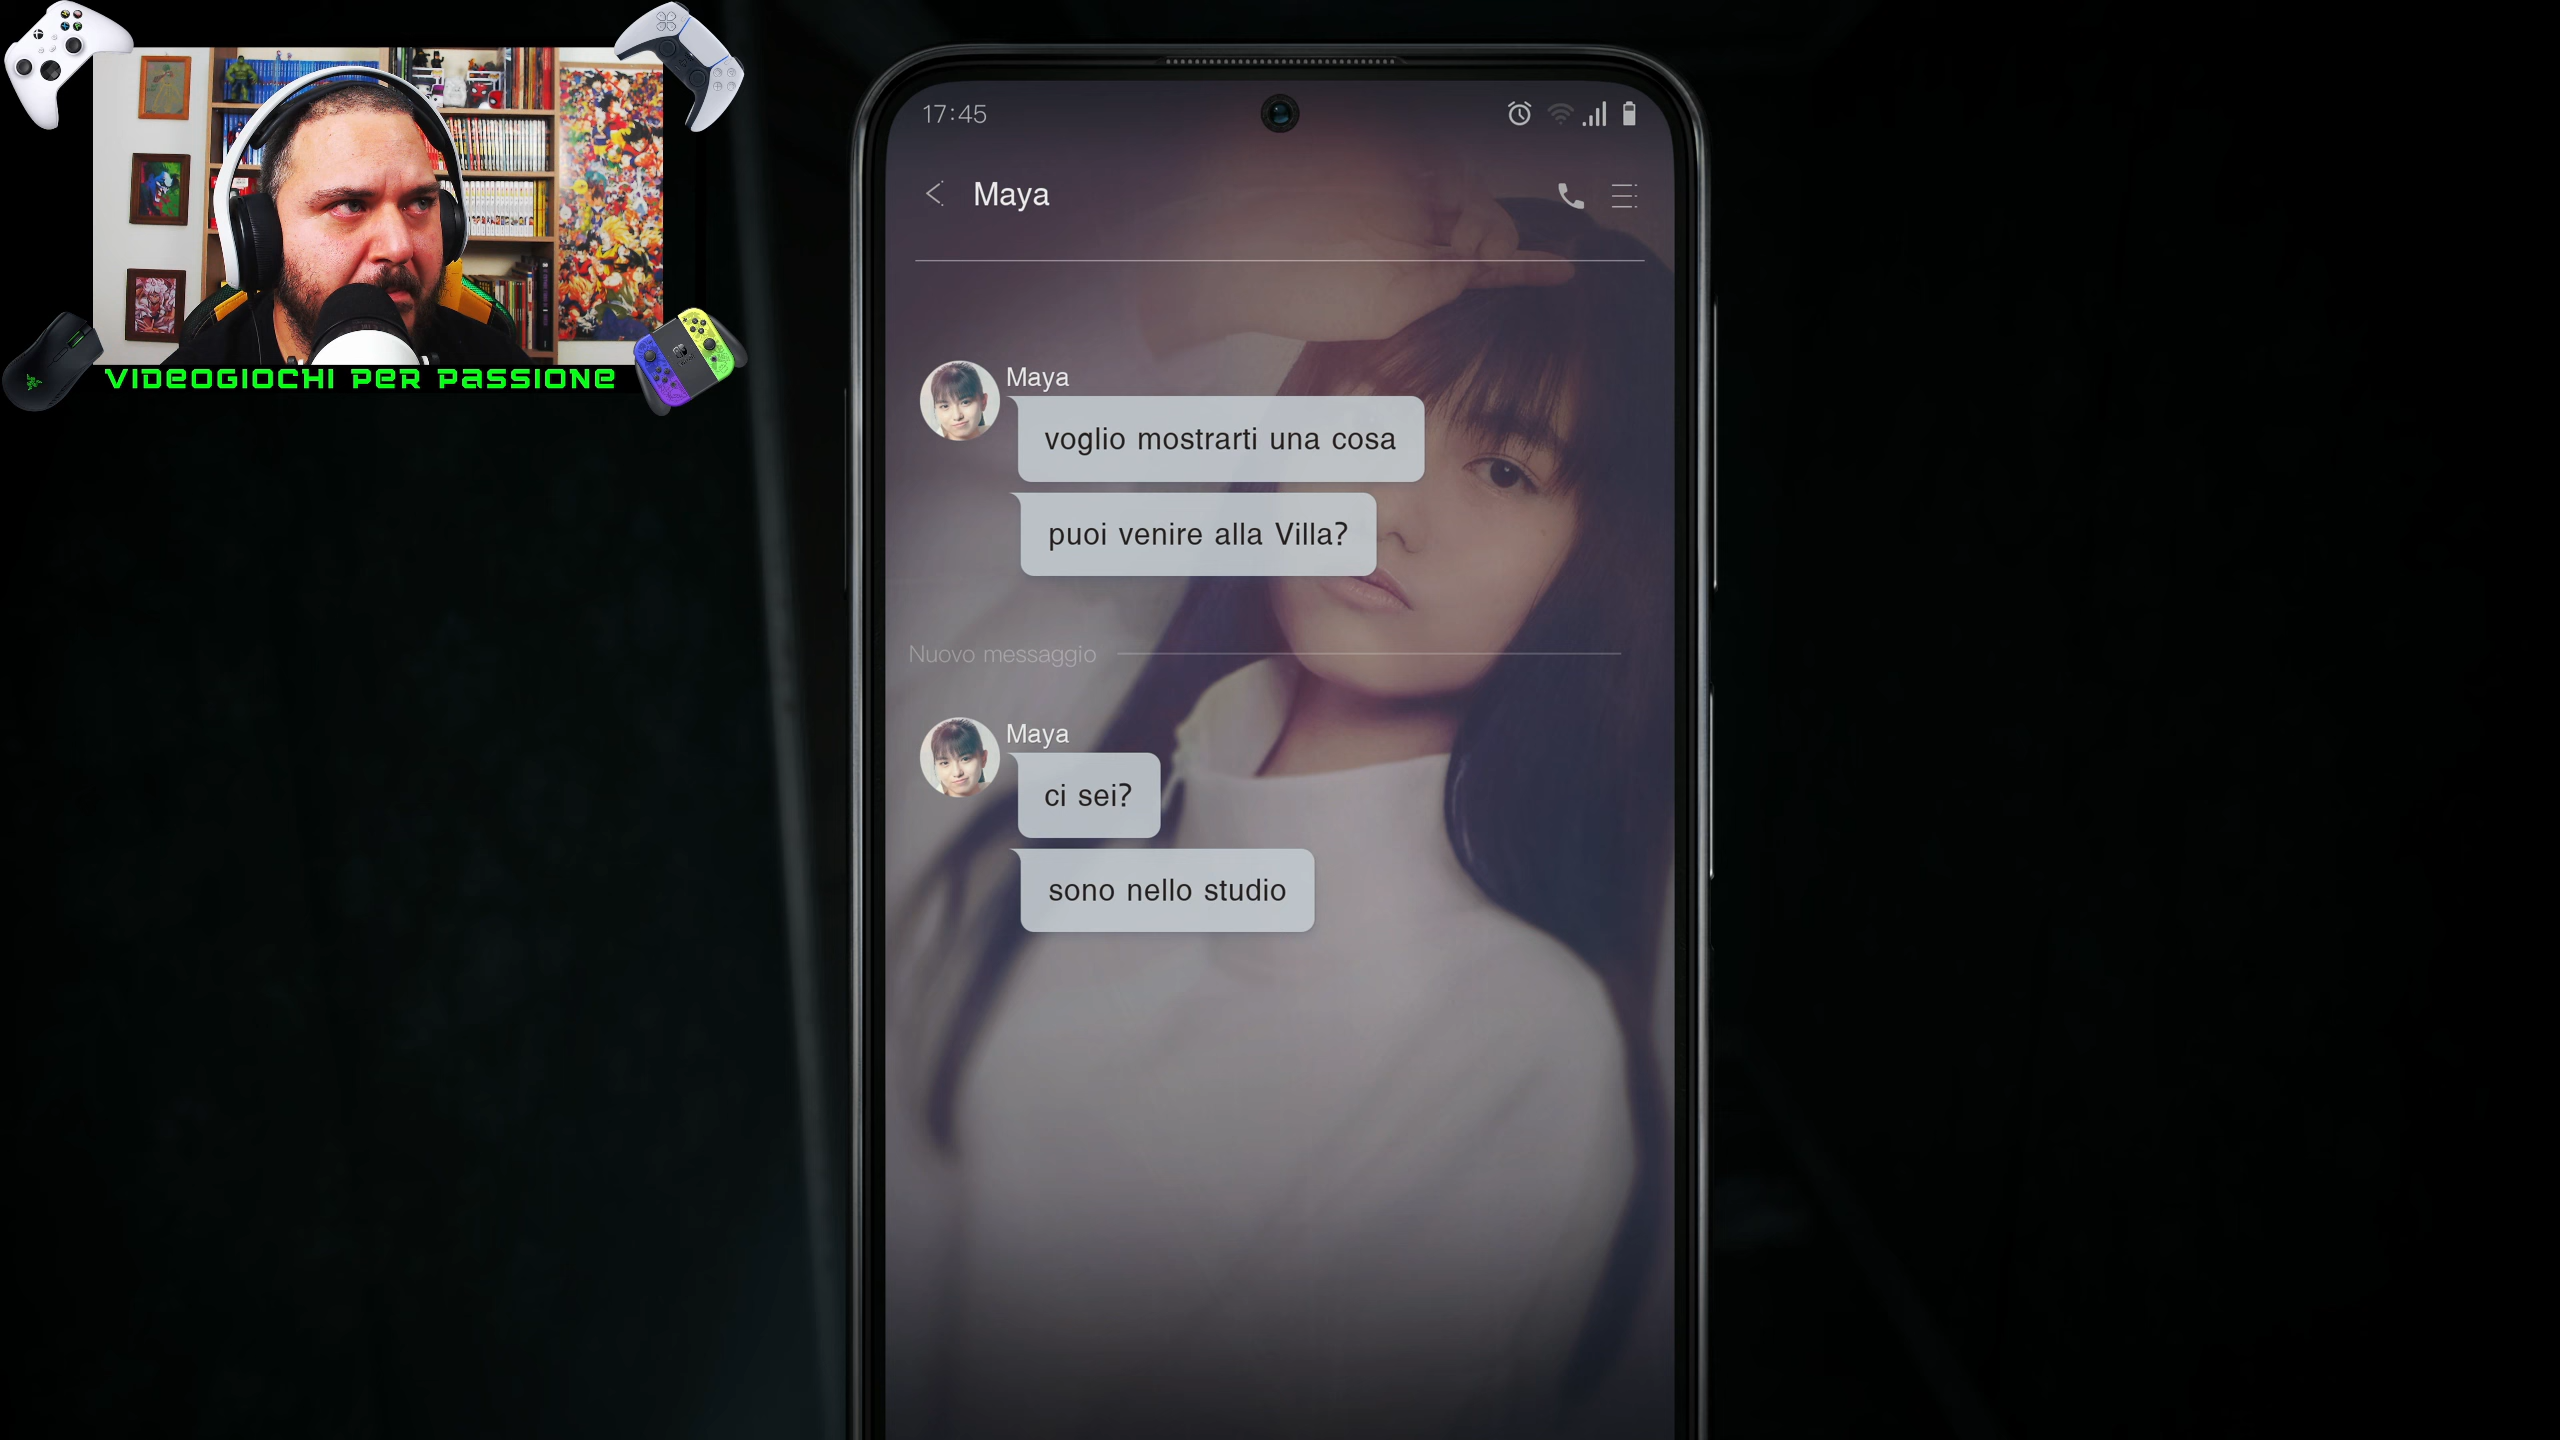 VIDEOGIOCHI PER PASSIONE
17:45
Maya
Maya
voglio mostrarti una cosa
puoi venire alla Villa?
Nuovo messaggio
Maya
ci sei?
sono nello studio